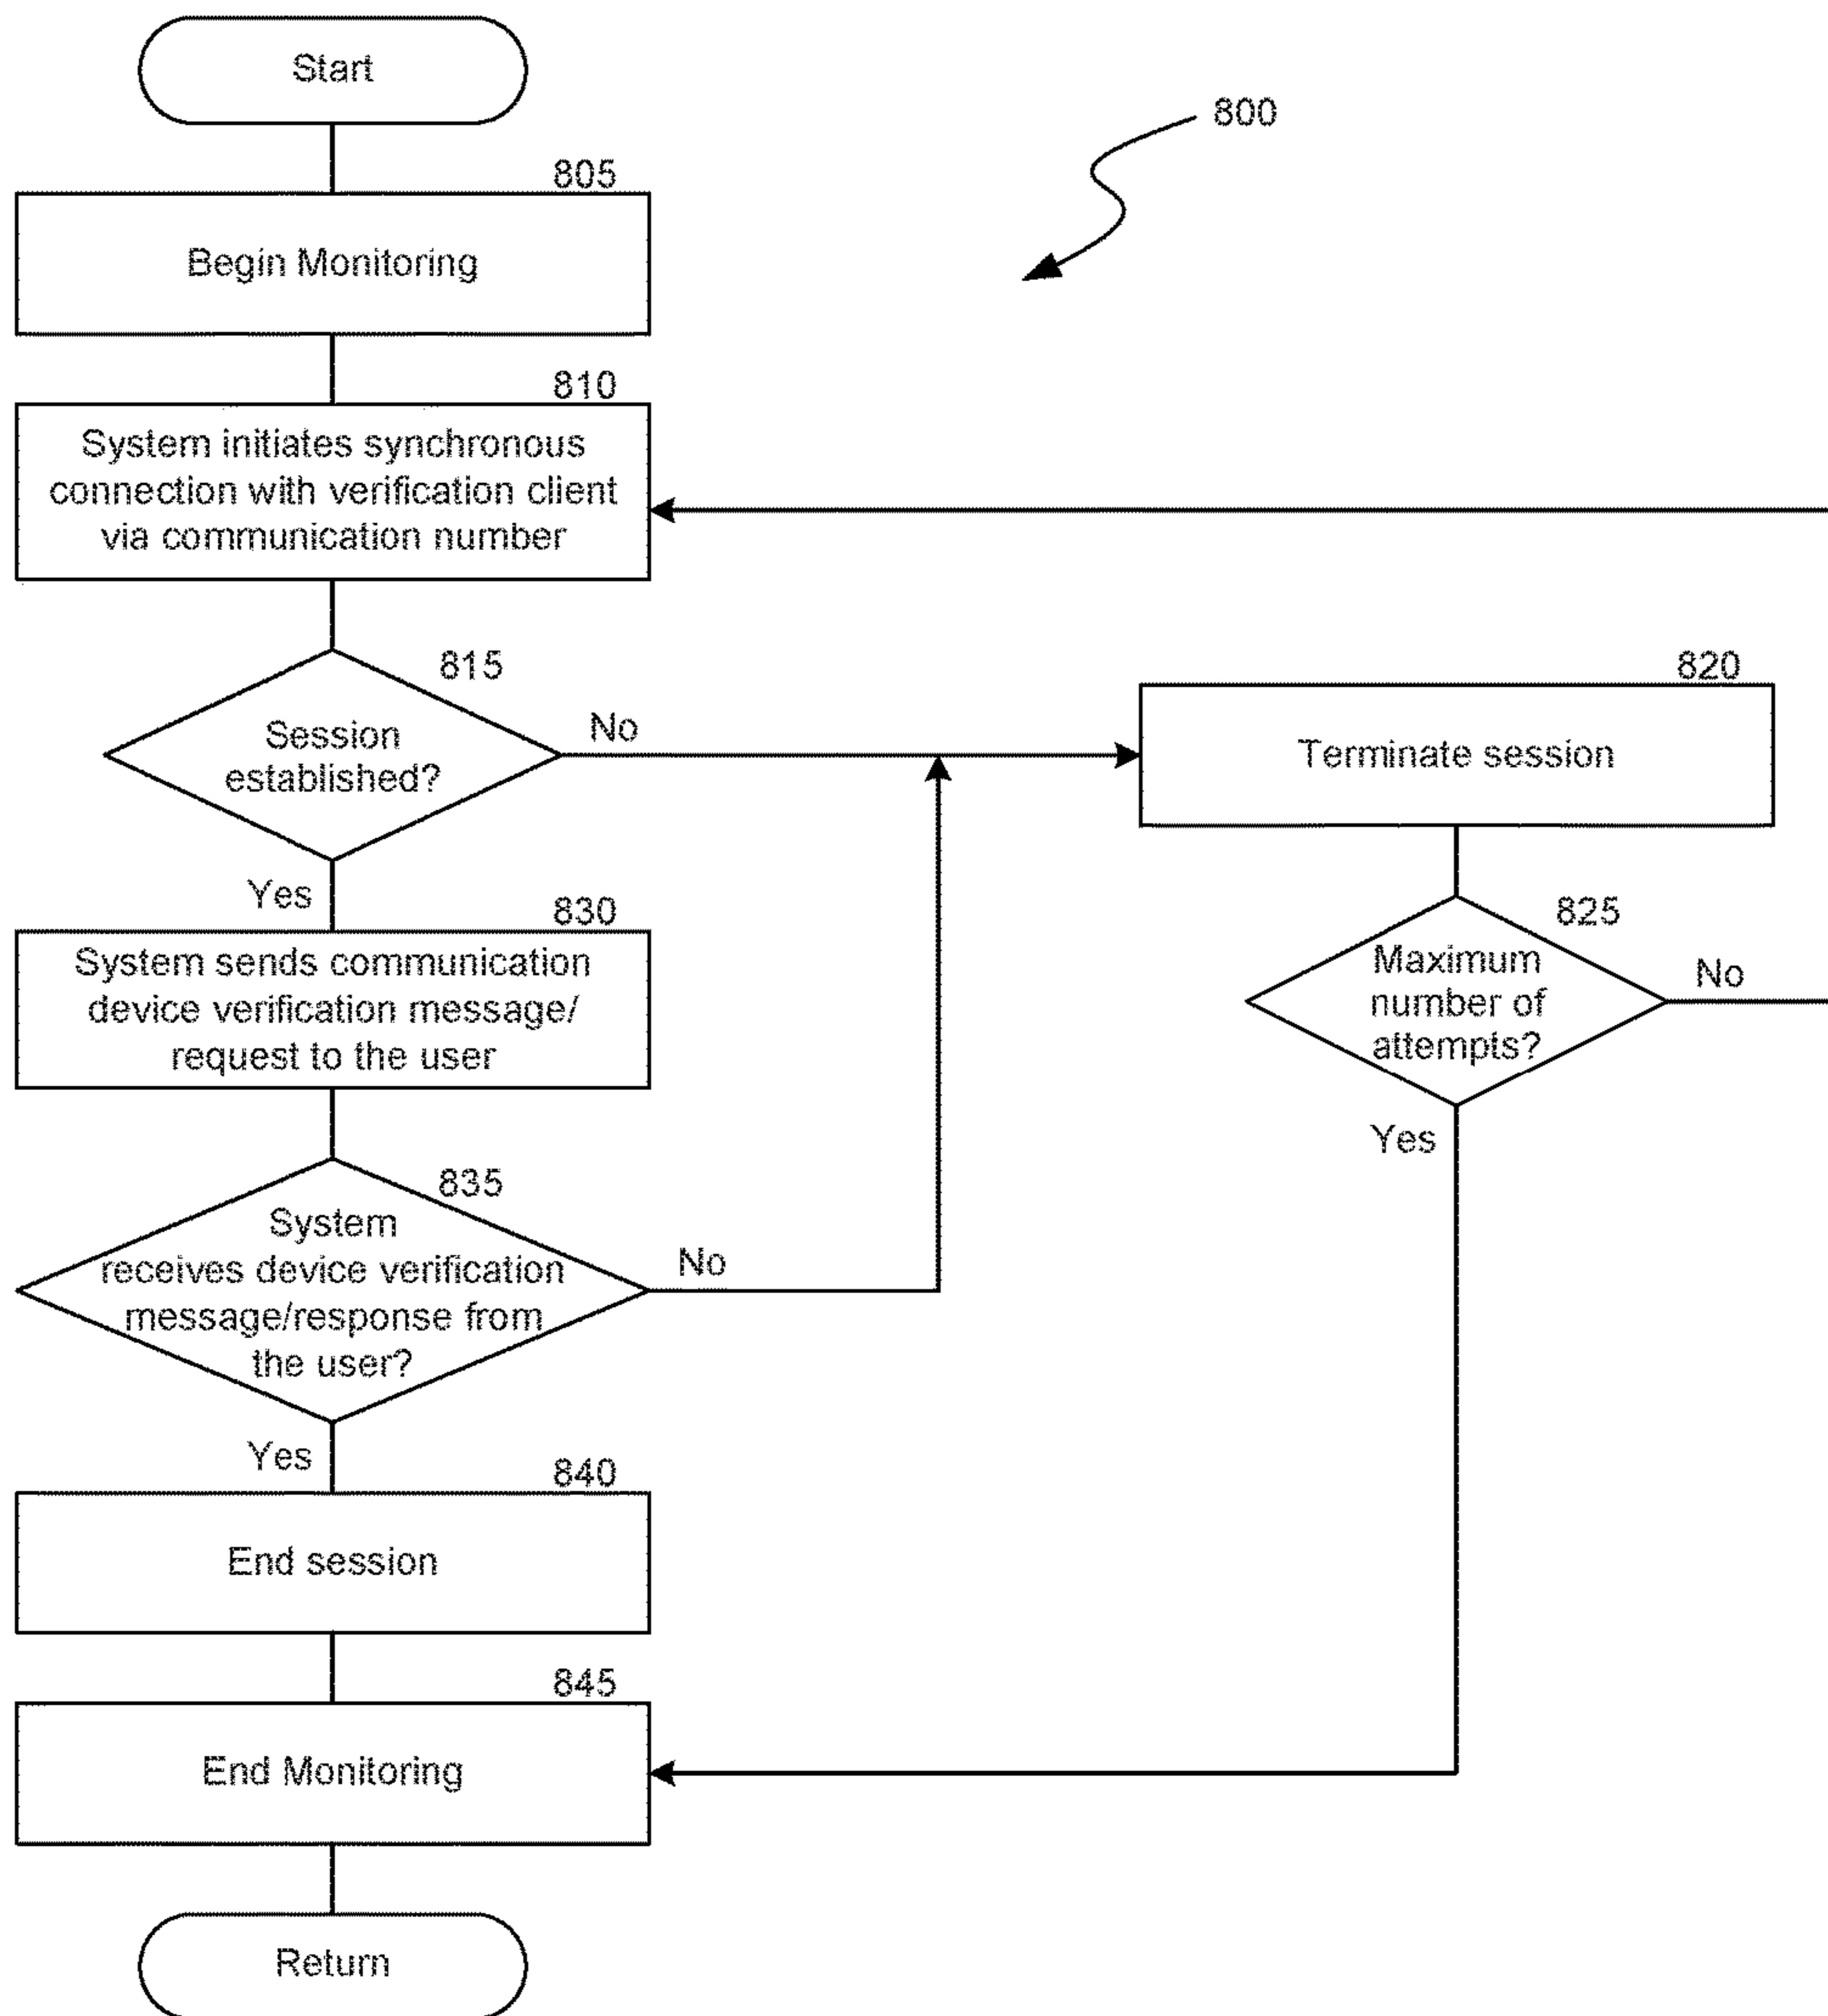 Start
800
805
Begin Monitoring
810
System initiates synchronous
connection with verification client
via communication number
815
Session
established?
No
Yes
820
Terminate session
825
Maximum
number of
attempts?
No
Yes
830
System sends communication
device verification message/
request to the user
835
System
receives device verification
message/response from
the user?
No
Yes
840
End session
845
End Monitoring
Return